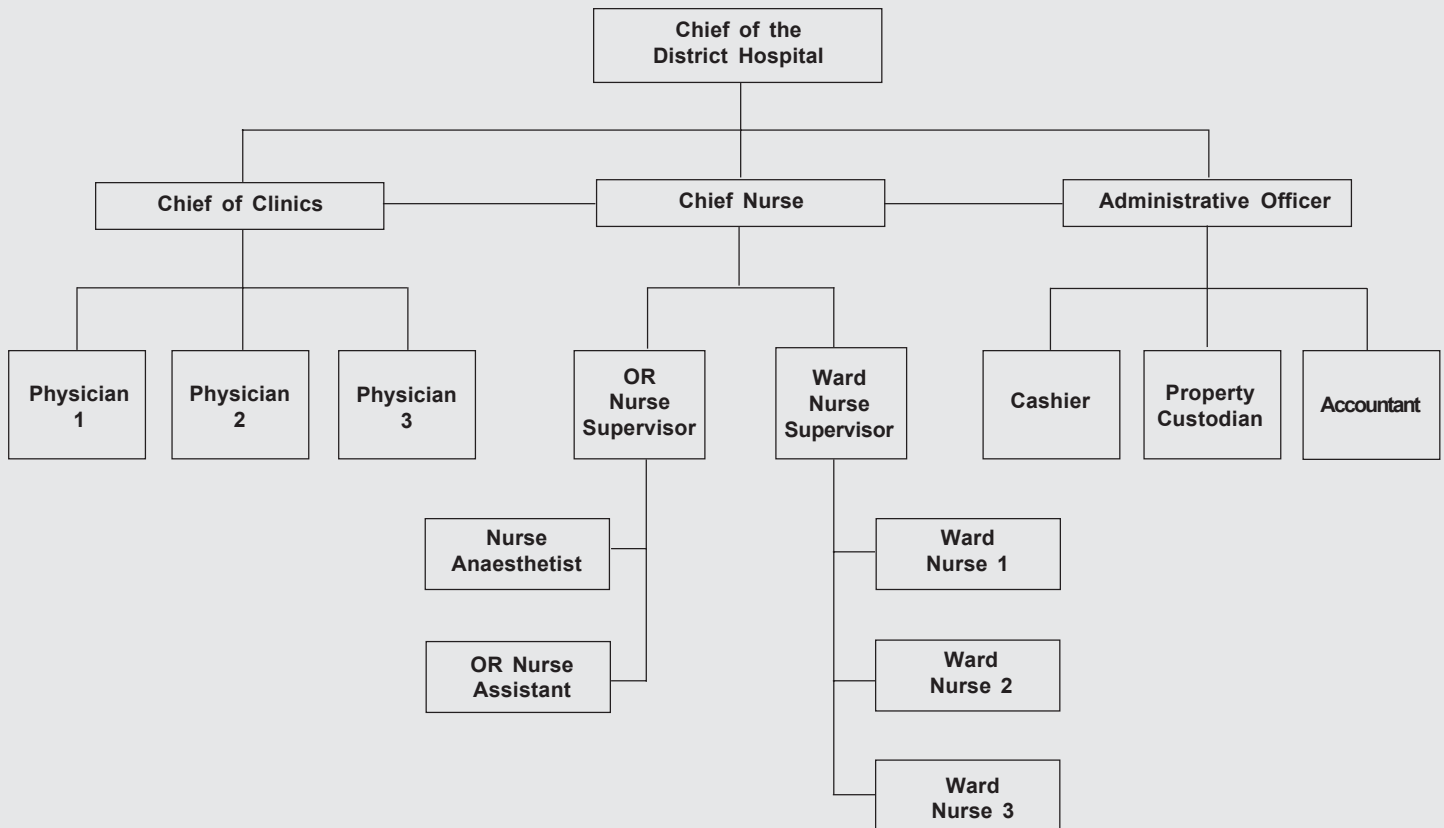 Chief of the
District Hospital
Chief of Clinics
Chief Nurse
Administrative Officer
Physician
1
Physician
2
Physician
3
OR
Nurse
Supervisor
Ward
Nurse
Supervisor
Cashier
Property
Custodian
Accountant
Nurse
Anaesthetist
Ward
Nurse 1
OR Nurse
Assistant
Ward
Nurse 2
Ward
Nurse 3